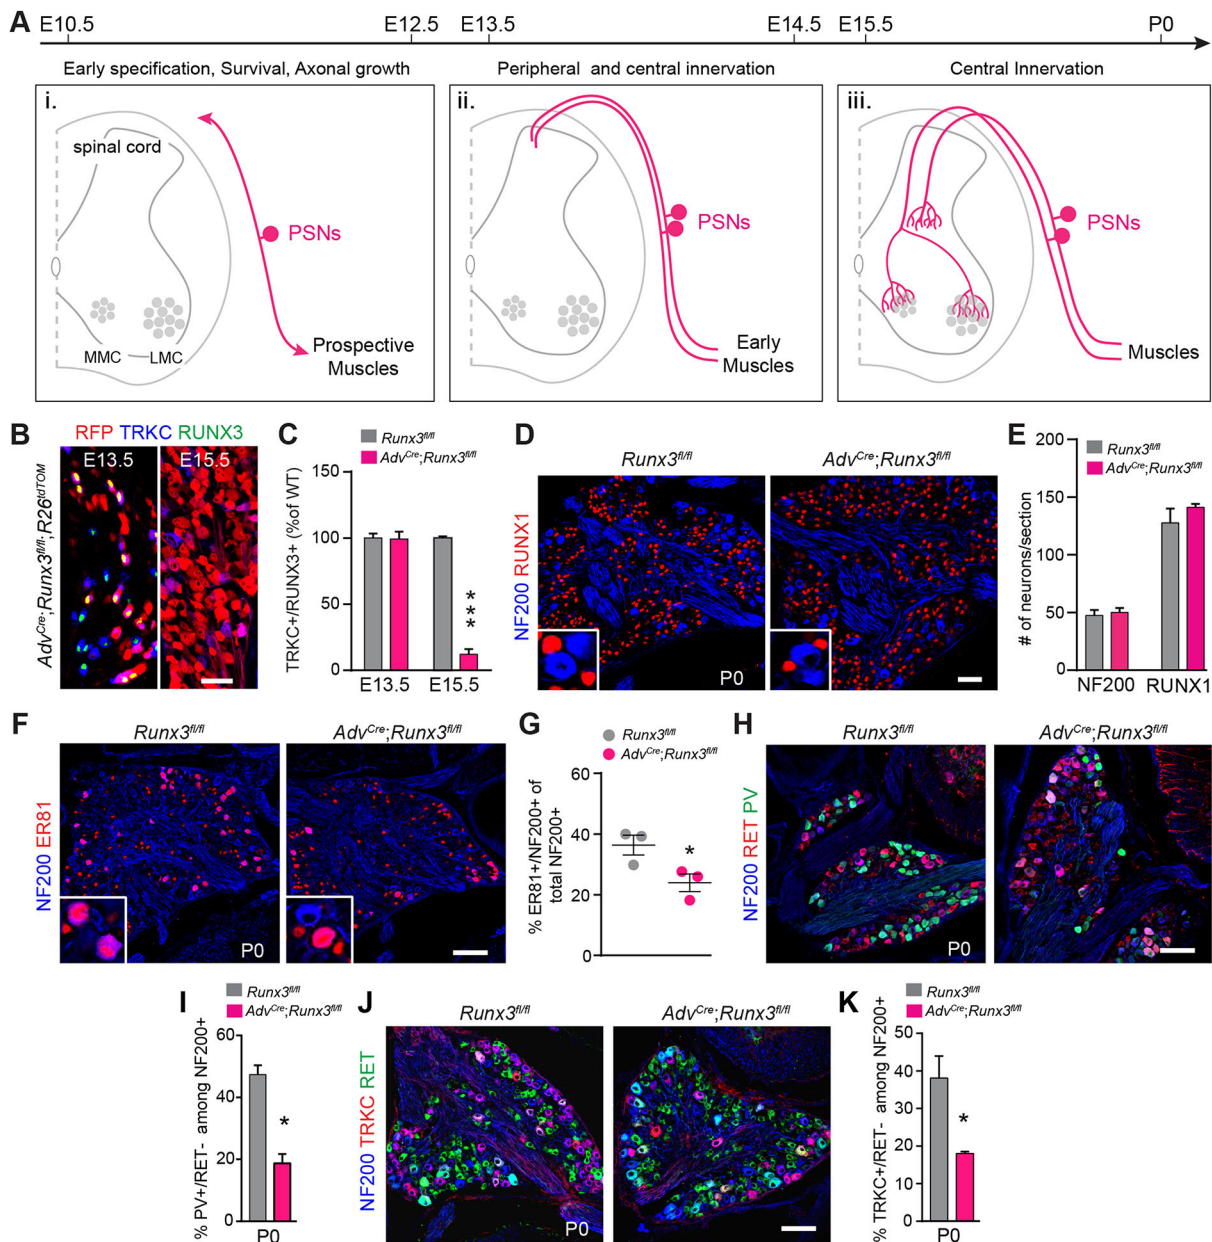 A
E10.5 E12.5 E13.5 E14.5 E15.5 P0
Early specification, Survival, Axonal growth
Peripheral and central innervation
Central Innervation
i.
spinal cord
PSNs
MMC
LMC
Prospective
Muscles
ii.
PSNs
Early
Muscles
iii.
PSNs
Muscles
B
RFP TRKC RUNX3
E13.5
E15.5
AdvCre;Runx3fl/fl;R26tdTOM
C
Runx3fl/fl
AdvCre;Runx3fl/fl
TRKC+/RUNX3+ (%of WT)
150
100
50
0
***
E13.5 E15.5
D
Runx3fl/fl
AdvCre;Runx3fl/fl
NF200 RUNX1
P0
E
Runx3fl/fl
AdvCre;Runx3fl/fl
# of neurons/section
200
150
100
50
0
NF200 RUNX1
F
Runx3fl/fl
AdvCre;Runx3fl/fl
NF200 ER81
P0
G
Runx3fl/fl
AdvCre;Runx3fl/fl
% ER81+/NF200+ of
total NF200+
60
40
20
0
*
H
Runx3fl/fl
AdvCre;Runx3fl/fl
NF200 RET PV
P0
I
Runx3fl/fl
AdvCre;Runx3fl/fl
% PV+/RET- among NF200+
60
40
20
0
*
P0
J
Runx3fl/fl
AdvCre;Runx3fl/fl
NF200 TRKC RET
P0
K
Runx3fl/fl
AdvCre;Runx3fl/fl
% TRKC+/RET- among NF200+
50
40
30
20
10
0
*
P0